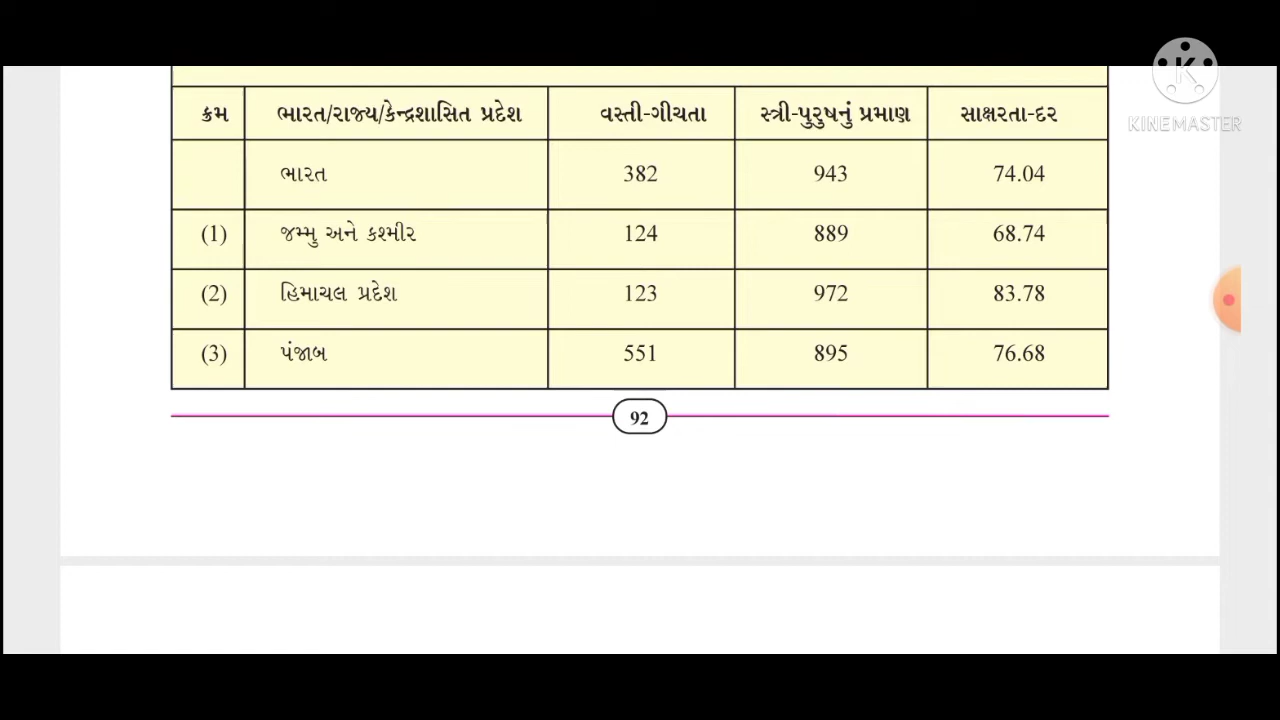 K
KINEMASTER
ક્રમ ભારત/રાજ્ય/કેન્દ્રશાસિત પ્રદેશ વસ્તી-ગીચતા સ્ત્રી-પુરુષનું પ્રમાણ સાક્ષરતા-દર
ભારત 382 943 74.04
(1) જમ્મુ અને કશ્મીર 124 889 68.74
(2) હિમાચલ પ્રદેશ 123 972 83.78
(3) પંજાબ 551 895 76.68
92